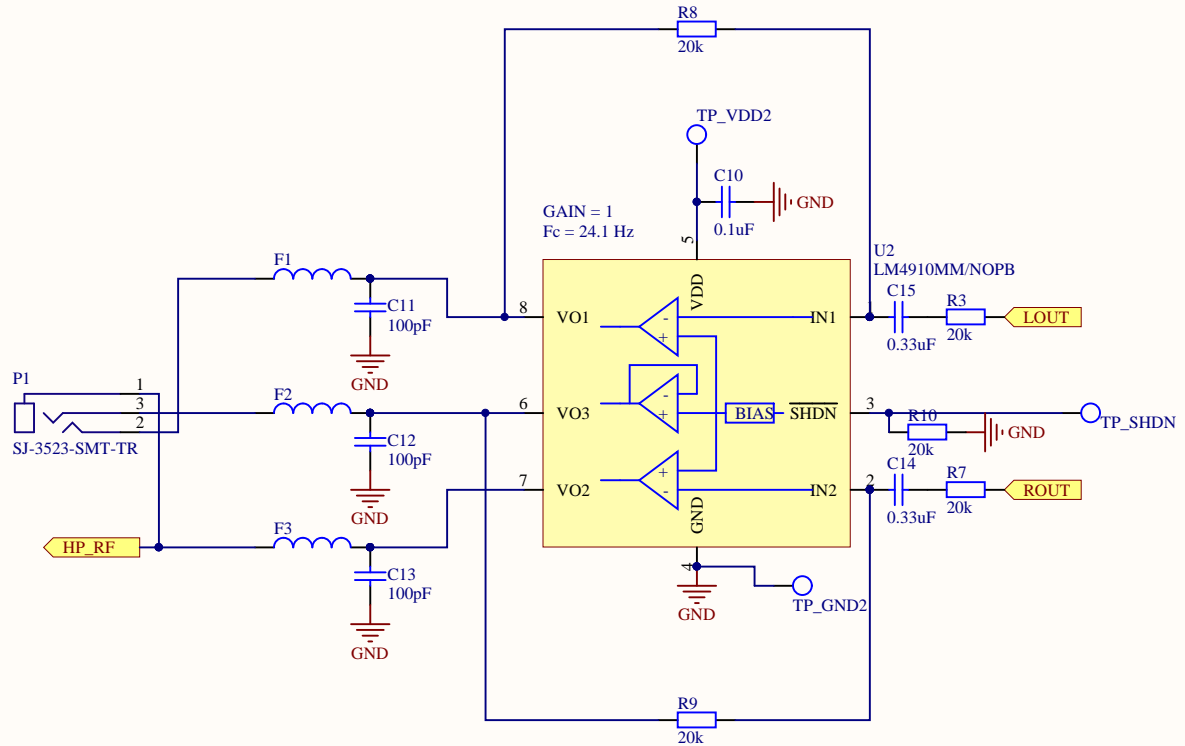 R8
20k
TP_VDD2
C10
0.1uF
GND
GAIN = 1
Fc = 24.1 Hz
5
VDD
U2
LM4910MM/NOPB
F1
C11
100pF
GND
8
VO1
IN1
1
C15
0.33uF
R3
20k
LOUT
P1
1
3
2
SJ-3523-SMT-TR
F2
C12
100pF
GND
6
VO3
BIAS
SHDN
3
R10
20k
GND
TP_SHDN
7
VO2
IN2
2
C14
0.33uF
R7
20k
ROUT
HP_RF
F3
C13
100pF
GND
GND
4
GND
TP_GND2
R9
20k